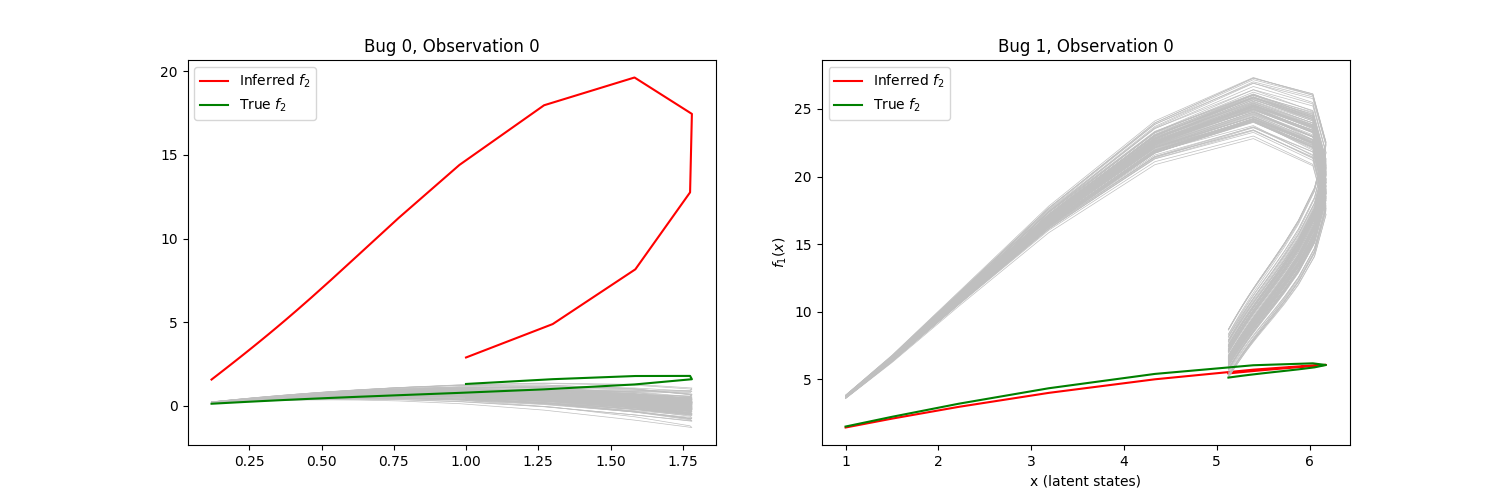 Bug 0, Observation 0
Inferred f₂
True f₂
20
15
10
5
0
0.25 0.50 0.75 1.00 1.25 1.50 1.75
Bug 1, Observation 0
Inferred f₂
True f₂
f₁(x)
25
20
15
10
5
1 2 3 4 5 6
x (latent states)